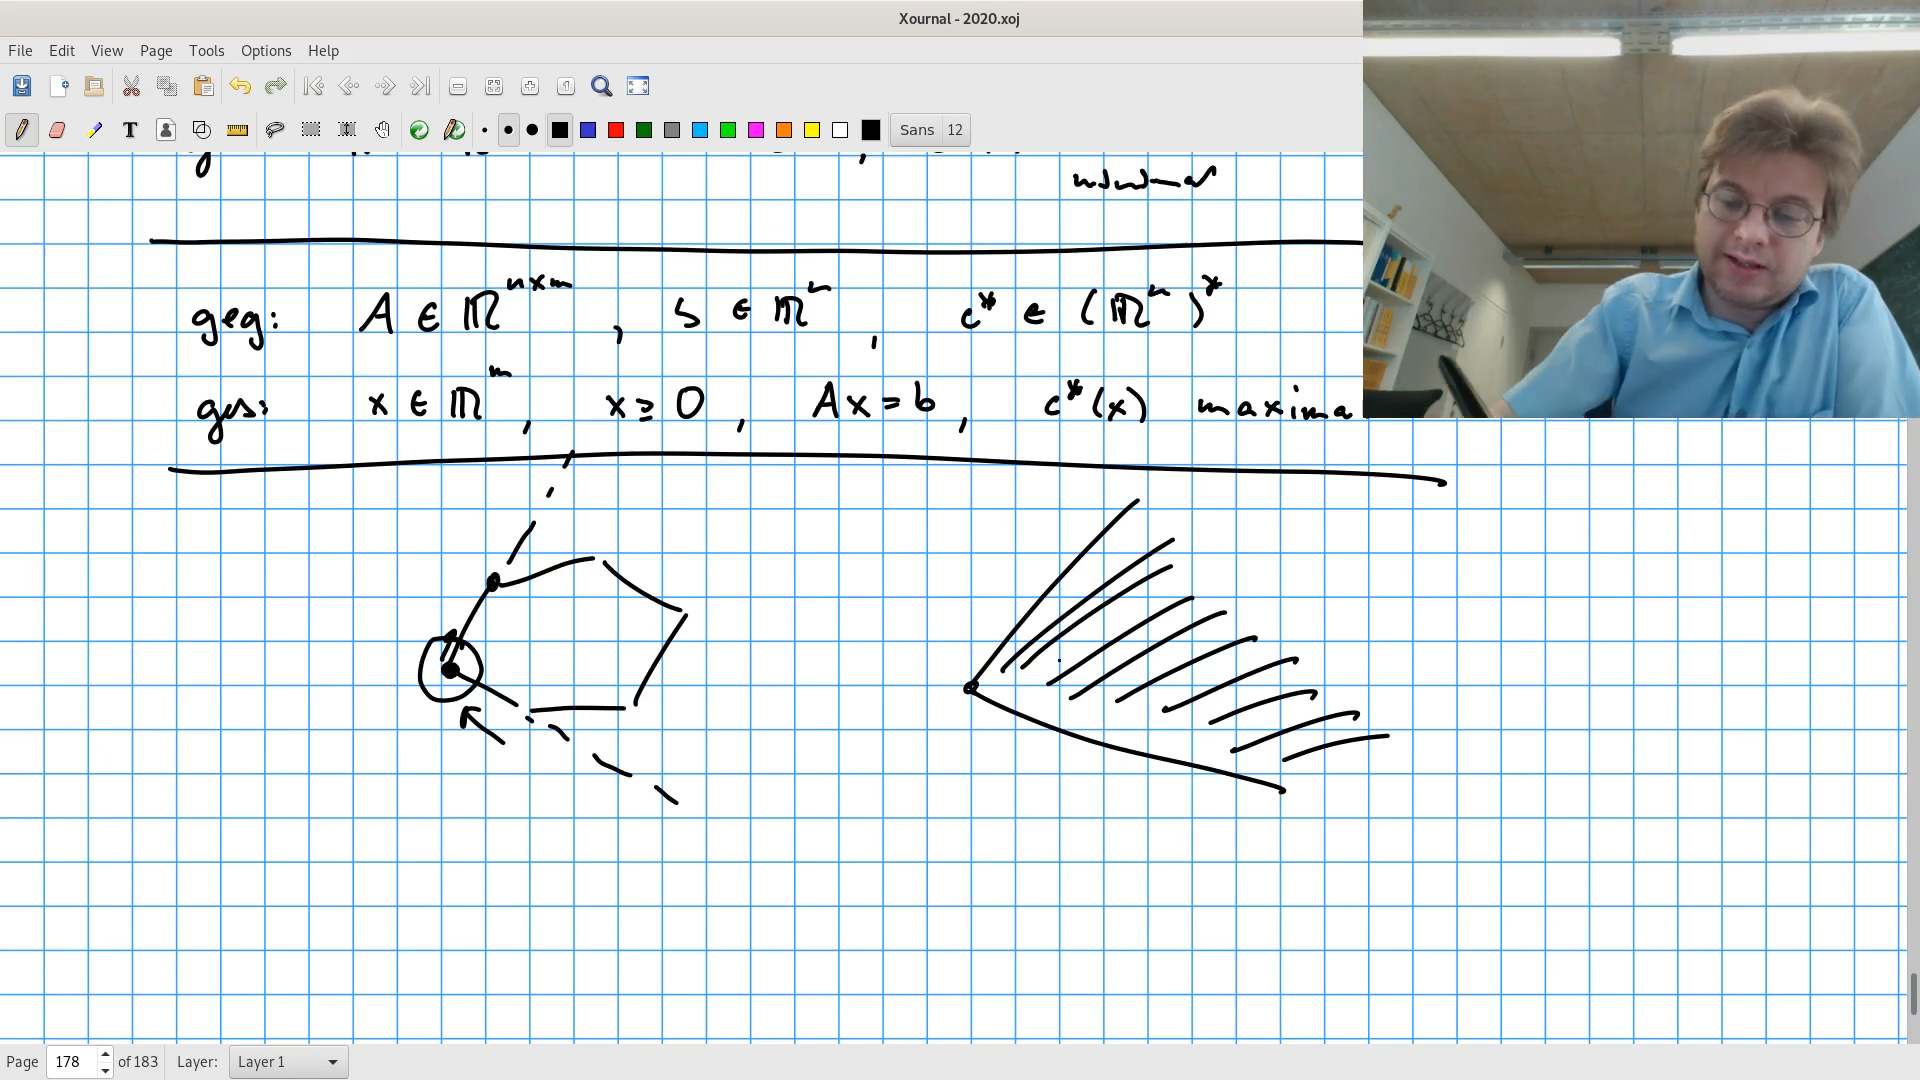 Xournal - 2020.xoj
File Edit View Page Tools Options Help
Sans 12
minimal
geg: A ∈ ℝ^{n×m}, b ∈ ℝ^n, c* ∈ (ℝ^n)*
ges: x ∈ ℝ^m, x ≥ 0, Ax = b, c*(x) maxima
Page 178 of 183 Layer: Layer 1